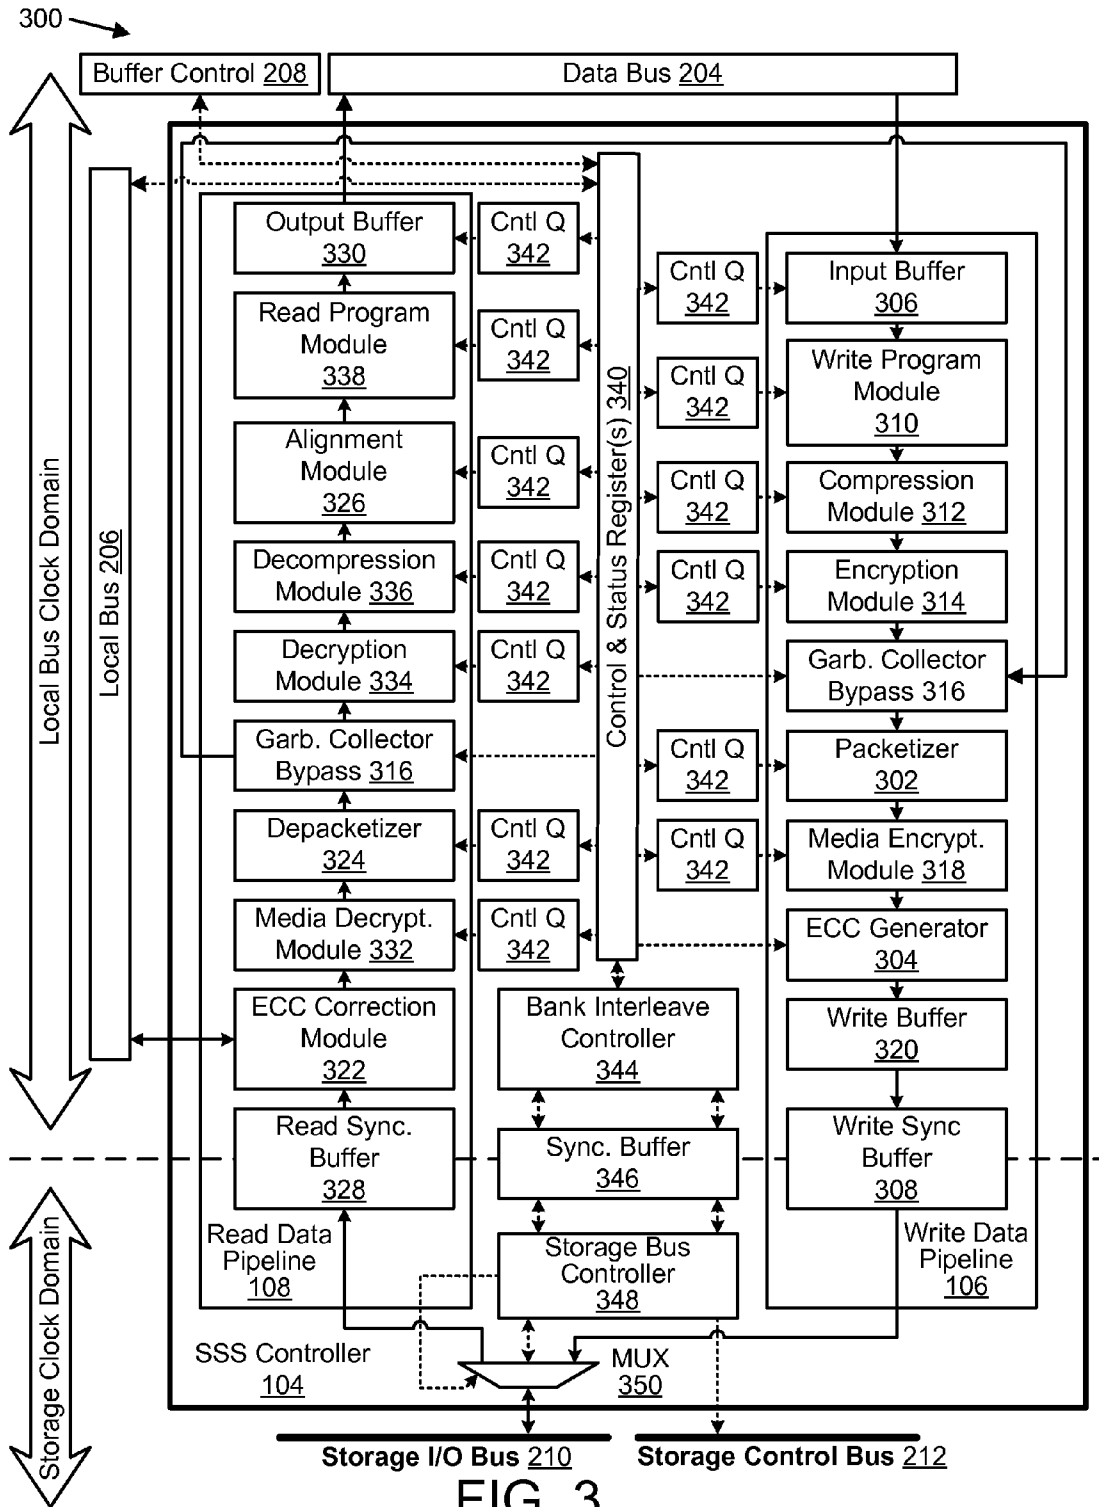 300
Buffer Control 208
Data Bus 204
Local Bus Clock Domain
Local Bus 206
Output Buffer
330
Cntl Q
342
Read Program
Module
338
Cntl Q
342
Alignment
Module
326
Cntl Q
342
Decompression
Module 336
Cntl Q
342
Decryption
Module 334
Cntl Q
342
Garb. Collector
Bypass 316
Depacketizer
324
Cntl Q
342
Media Decrypt.
Module 332
Cntl Q
342
ECC Correction
Module
322
Read Sync.
Buffer
328
Read Data
Pipeline
108
Control & Status Register(s) 340
Bank Interleave
Controller
344
Sync. Buffer
346
Storage Bus
Controller
348
Cntl Q
342
Input Buffer
306
Cntl Q
342
Write Program
Module
310
Cntl Q
342
Compression
Module 312
Cntl Q
342
Encryption
Module 314
Garb. Collector
Bypass 316
Cntl Q
342
Packetizer
302
Cntl Q
342
Media Encrypt.
Module 318
ECC Generator
304
Write Buffer
320
Write Sync
Buffer
308
Write Data
Pipeline
106
Storage Clock Domain
SSS Controller
104
MUX
350
Storage I/O Bus 210
Storage Control Bus 212
FIG. 3